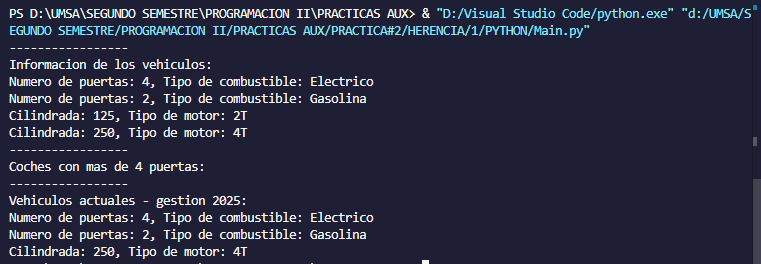 PS D:\UMSA\SEGUNDO SEMESTRE\PROGRAMACION II\PRACTICAS AUX> & "D:/Visual Studio Code/python.exe" "d:/UMSA/S
EGUNDO SEMESTRE/PROGRAMACION II/PRACTICAS AUX/PRACTICA#2/HERENCIA/1/PYTHON/Main.py"
-----------------
Informacion de los vehiculos:
Numero de puertas: 4, Tipo de combustible: Electrico
Numero de puertas: 2, Tipo de combustible: Gasolina
Cilindrada: 125, Tipo de motor: 2T
Cilindrada: 250, Tipo de motor: 4T
-----------------
Coches con mas de 4 puertas:
-----------------
Vehiculos actuales - gestion 2025:
Numero de puertas: 4, Tipo de combustible: Electrico
Numero de puertas: 2, Tipo de combustible: Gasolina
Cilindrada: 250, Tipo de motor: 4T